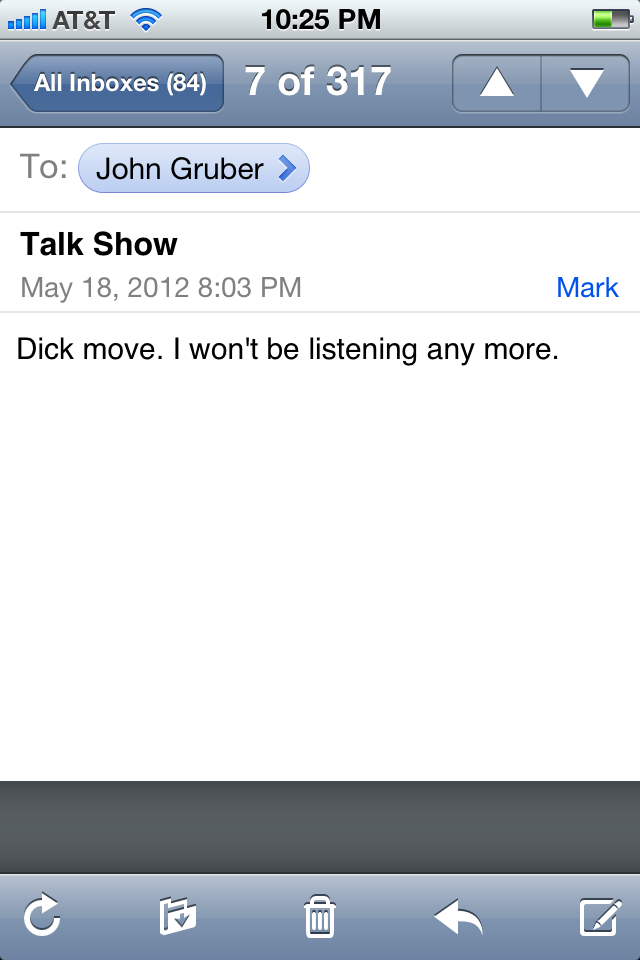 AT&T 10:25 PM
All Inboxes (84) 7 of 317
To: John Gruber
Talk Show
May 18, 2012 8:03 PM Mark
Dick move. I won't be listening any more.